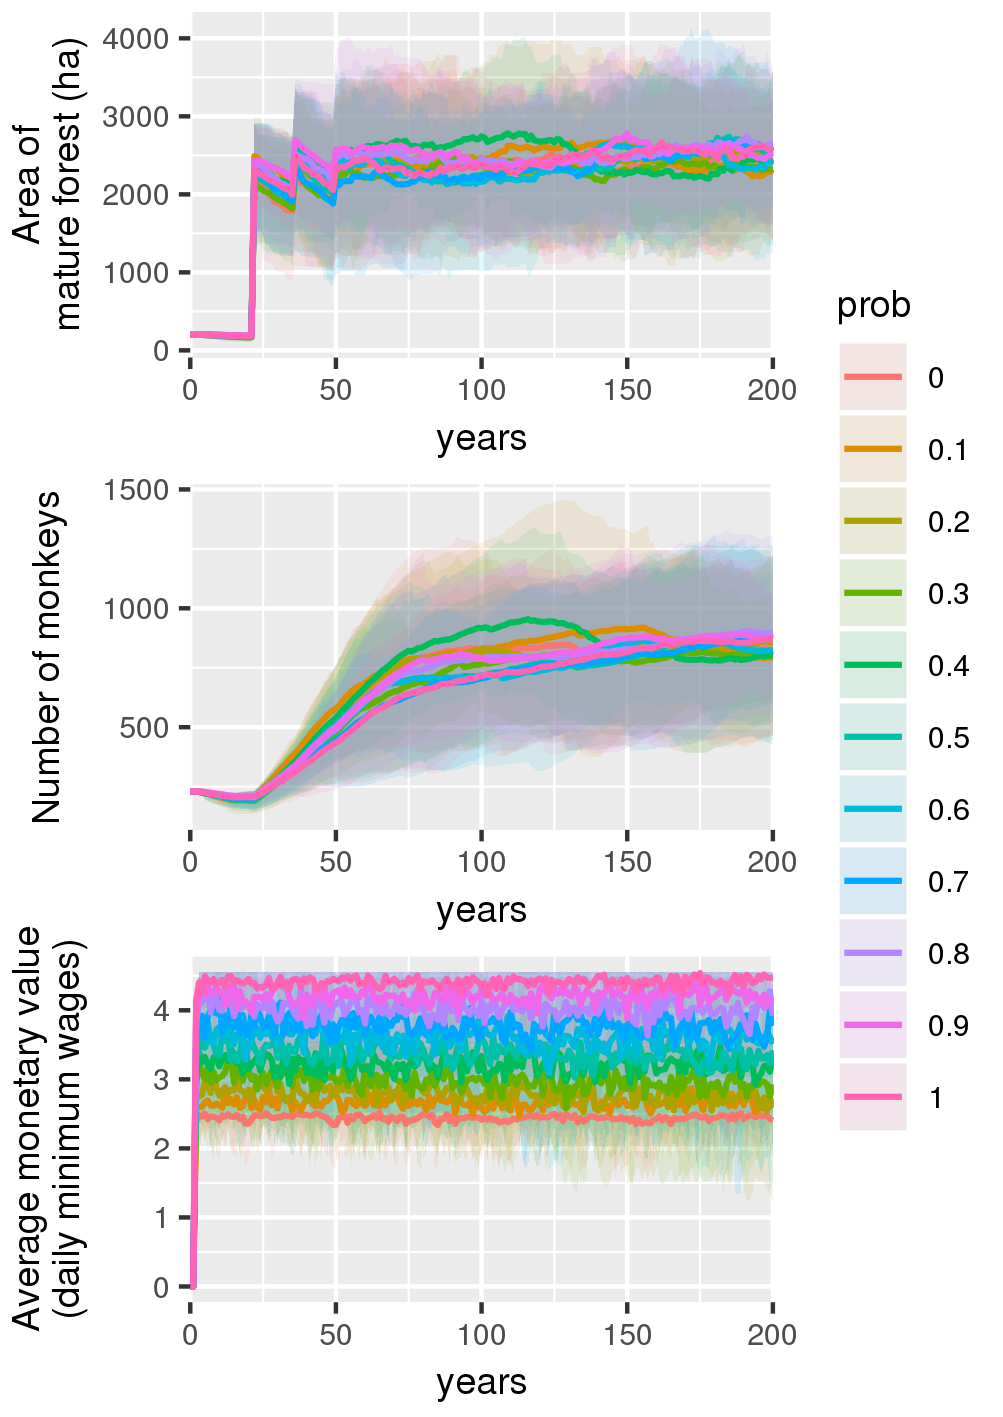 Area of
mature forest (ha)
4000
3000
2000
1000
0
0 50 100 150 200
years
Number of monkeys
1500
1000
500
0 50 100 150 200
years
Average monetary value
(daily minimum wages)
4
3
2
1
0
0 50 100 150 200
years
prob
0
0.1
0.2
0.3
0.4
0.5
0.6
0.7
0.8
0.9
1